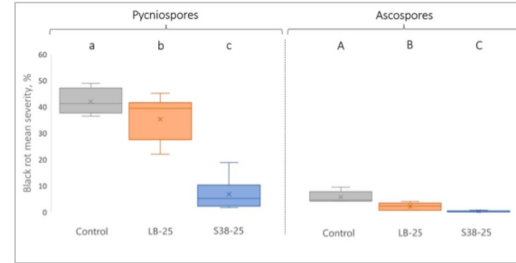 Pycniospores Ascospores
a b c A B C
Black rot mean severity, %
60
50
40
30
20
10
0
Control LB-25 S38-25 Control LB-25 S38-25